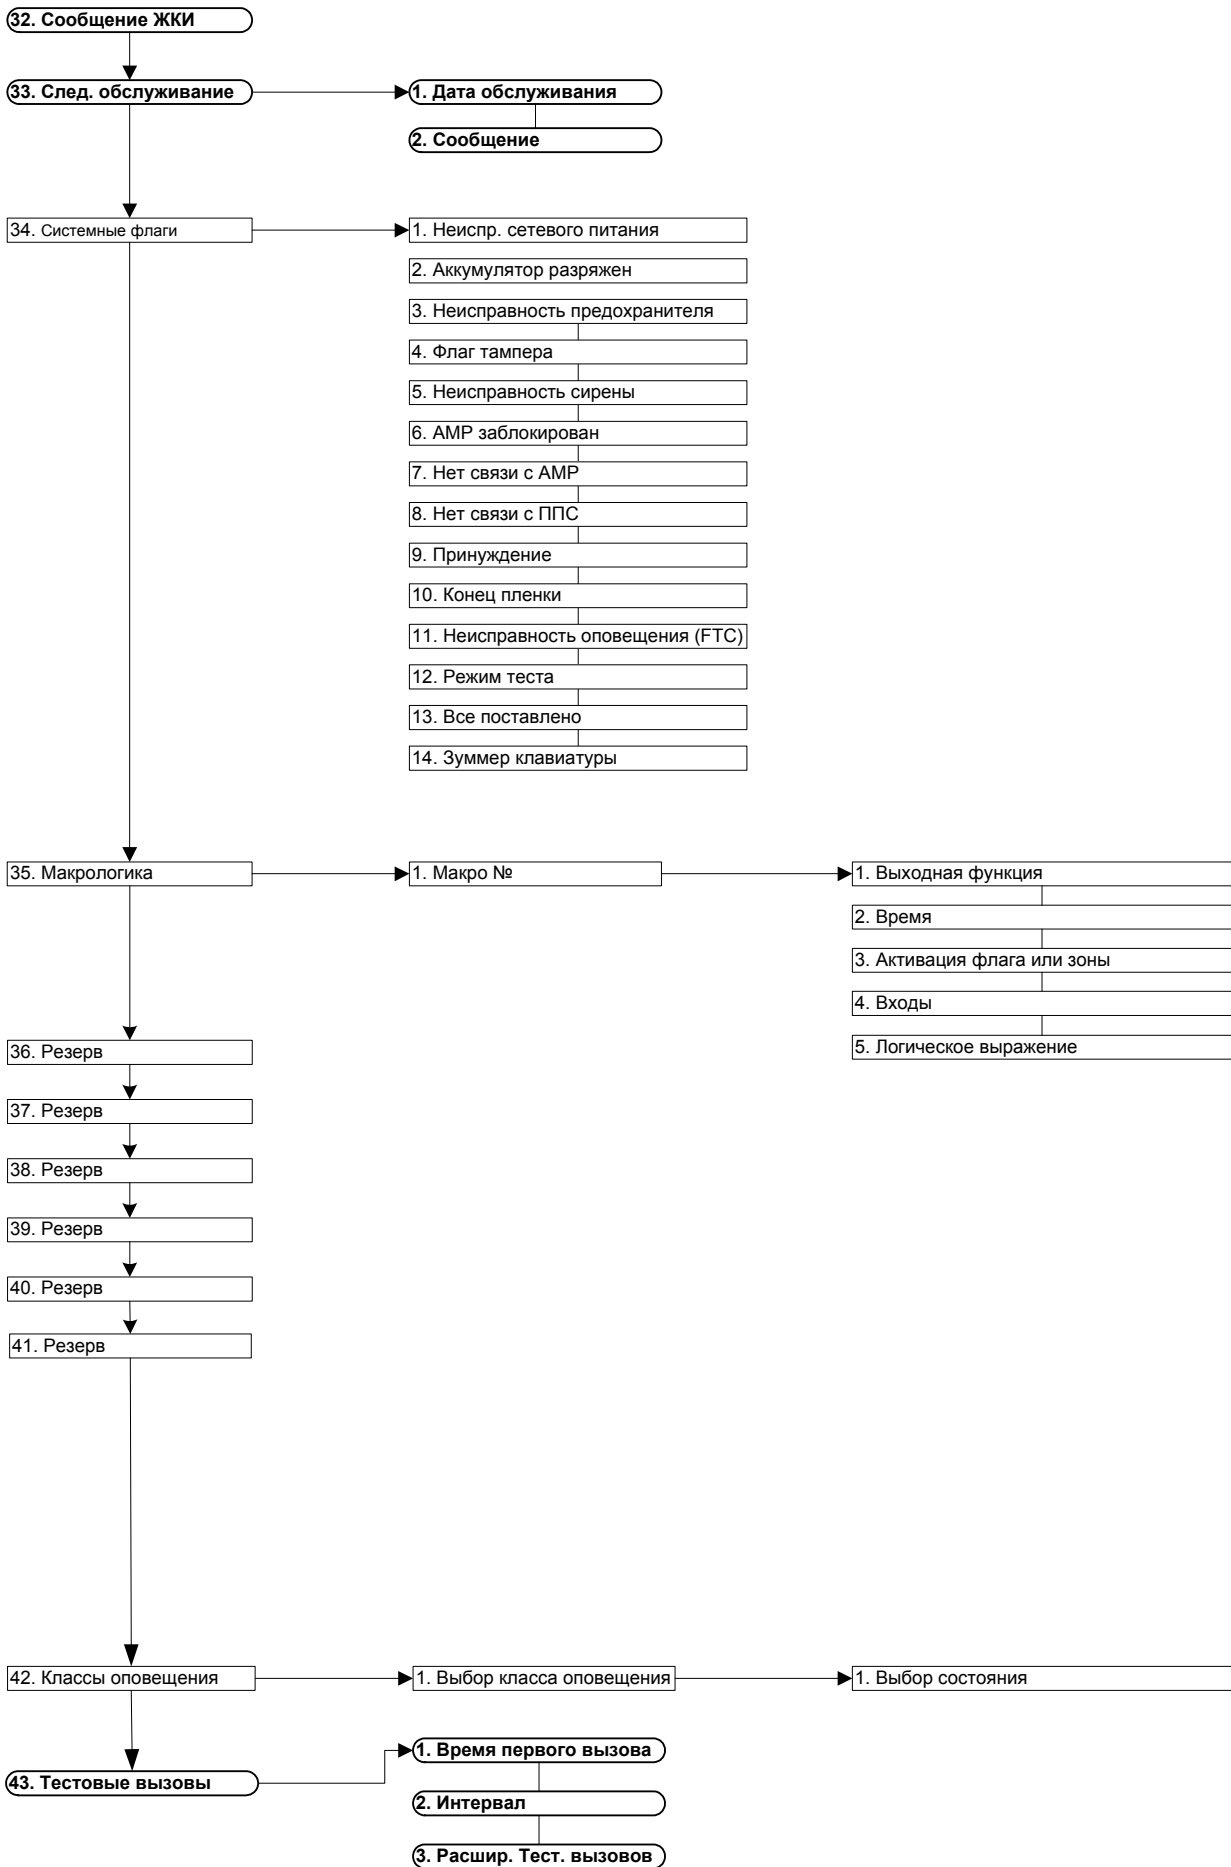 32. Сообщение ЖКИ
33. След. обслуживание
1. Дата обслуживания
2. Сообщение
34. Системные флаги
1. Неиспр. сетевого питания
2. Аккумулятор разряжен
3. Неисправность предохранителя
4. Флаг тампера
5. Неисправность сирены
6. АМР заблокирован
7. Нет связи с АМР
8. Нет связи с ППС
9. Принуждение
10. Конец пленки
11. Неисправность оповещения (FTC)
12. Режим теста
13. Все поставлено
14. Зуммер клавиатуры
35. Макрологика
1. Макро №
1. Выходная функция
2. Время
3. Активация флага или зоны
4. Входы
5. Логическое выражение
36. Резерв
37. Резерв
38. Резерв
39. Резерв
40. Резерв
41. Резерв
42. Классы оповещения
1. Выбор класса оповещения
1. Выбор состояния
43. Тестовые вызовы
1. Время первого вызова
2. Интервал
3. Расшир. Тест. вызовов